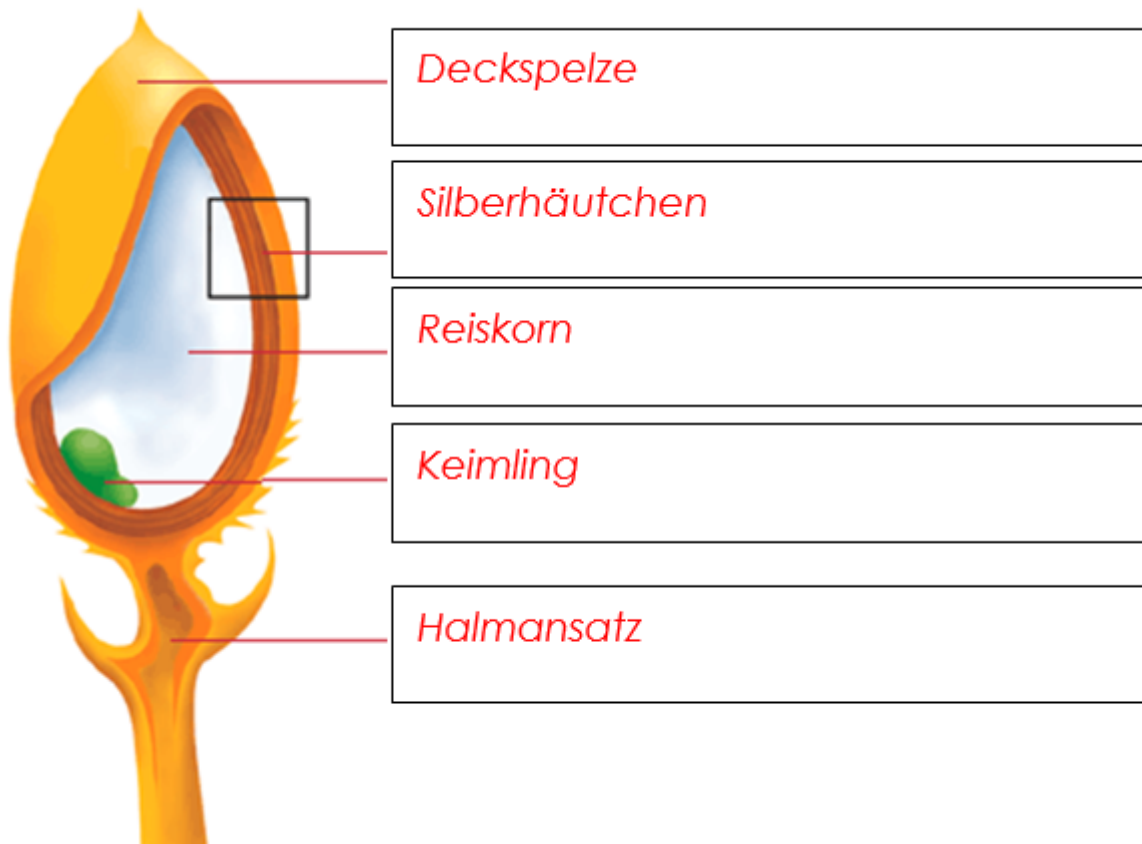 Deckspelze
Silberhäutchen
Reiskorn
Keimling
Halmansatz